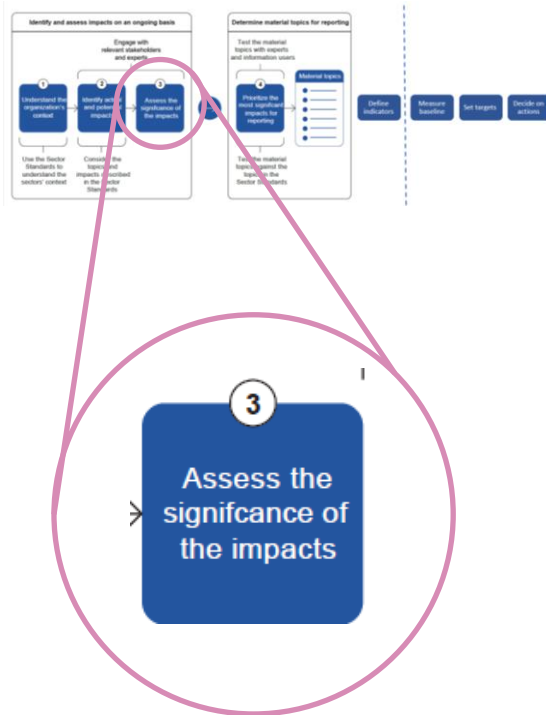 Identify and assess impacts on an ongoing basis
Determine material topics for reporting
Engage with
relevant stakeholders
and experts
Test the material
topics with experts
and information users
1
Understand the
organization's
context
2
Identify
and potential
impacts
3
Assess the
significance
of the impacts
4
Prioritize the
most significant
impacts for
reporting
Material topics
Define
indicators
Measure
baseline
Set targets
Decide on
actions
Use the Sector
Standards to
understand the
sectors' context
Consider the
topics and
impacts described
in the Sector
Standards
Test the material
topics against the
topics in the
Sector Standards
3
Assess the
signifcance of
the impacts